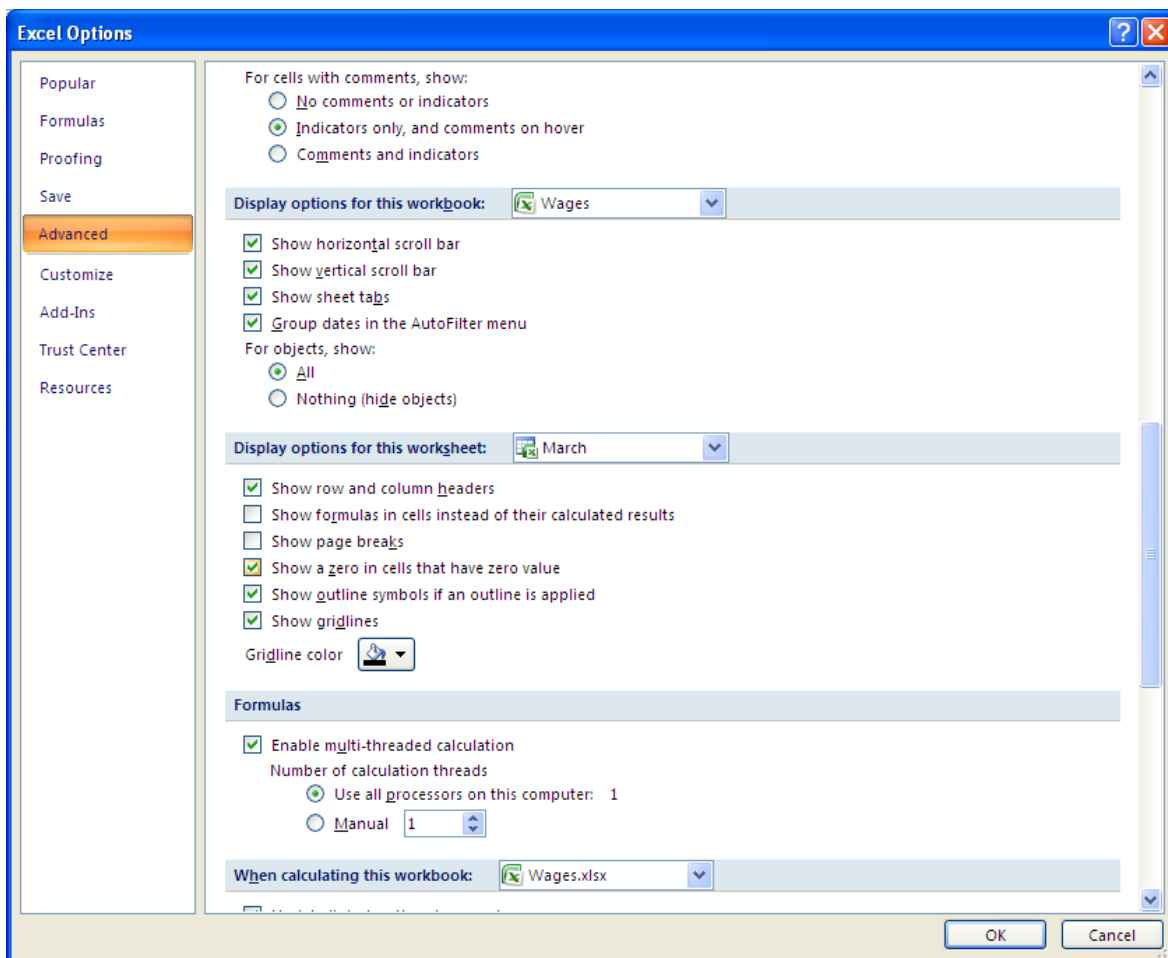 Excel Options
Popular
Formulas
Proofing
Save
Advanced
Customize
Add-Ins
Trust Center
Resources
For cells with comments, show:
No comments or indicators
Indicators only, and comments on hover
Comments and indicators
Display options for this workbook: Wages
Show horizontal scroll bar
Show vertical scroll bar
Show sheet tabs
Group dates in the AutoFilter menu
For objects, show:
All
Nothing (hide objects)
Display options for this worksheet: March
Show row and column headers
Show formulas in cells instead of their calculated results
Show page breaks
Show a zero in cells that have zero value
Show outline symbols if an outline is applied
Show gridlines
Gridline color
Formulas
Enable multi-threaded calculation
Number of calculation threads
Use all processors on this computer: 1
Manual 1
When calculating this workbook: Wages.xlsx
OK Cancel